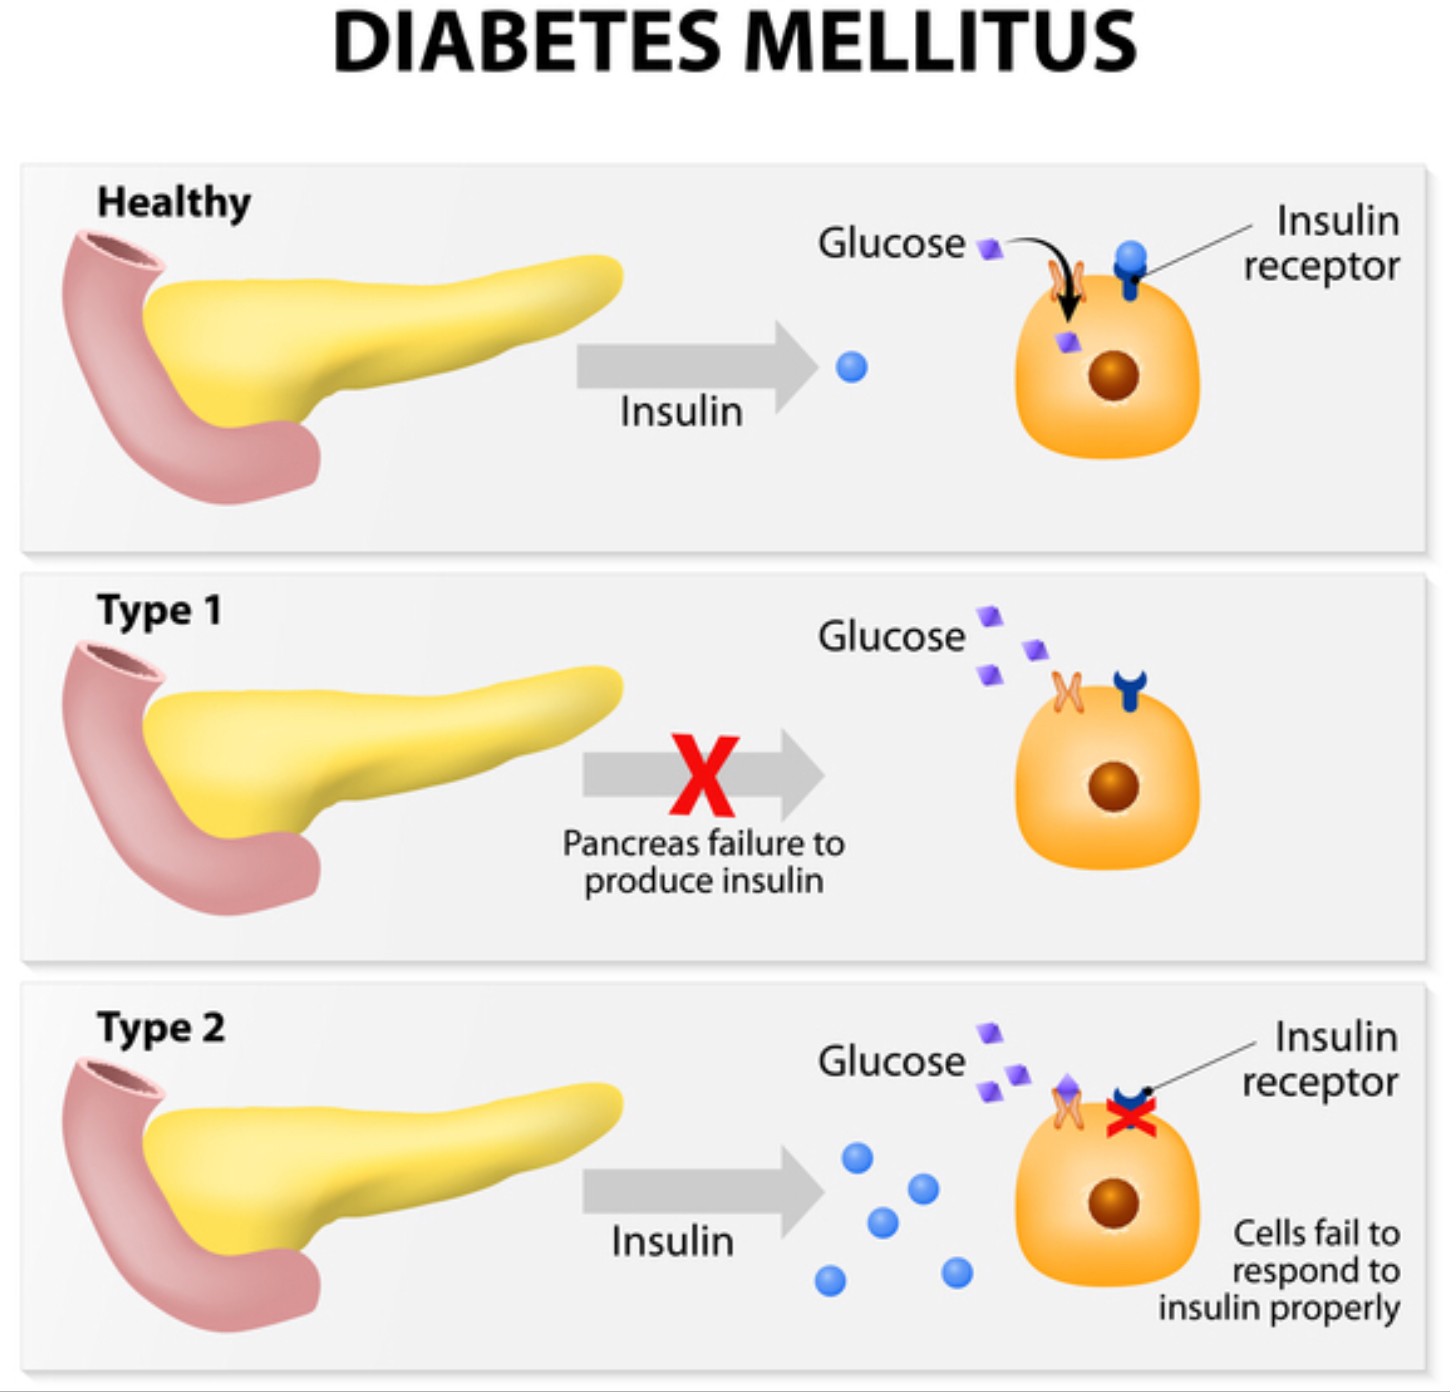 DIABETES MELLITUS
Healthy
Glucose
Insulin
receptor
Insulin
Type 1
Glucose
X
Pancreas failure to
produce insulin
Type 2
Glucose
Insulin
receptor
Insulin
Cells fail to
respond to
insulin properly